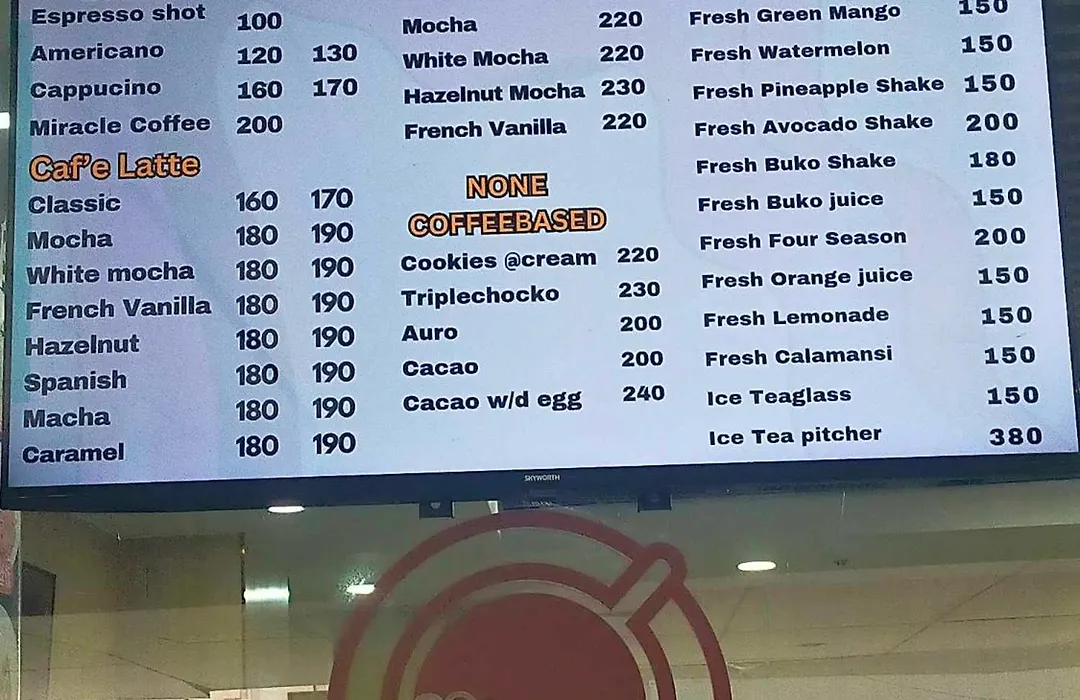 Espresso shot 100
Americano 120 130
Cappucino 160 170
Miracle Coffee 200
Caf'e Latte
Classic 160 170
Mocha 180 190
White mocha 180 190
French Vanilla 180 190
Hazelnut 180 190
Spanish 180 190
Macha 180 190
Caramel 180 190
Mocha 220
White Mocha 220
Hazelnut Mocha 230
French Vanilla 220
NONE
COFFEEBASED
Cookies @cream 220
Triplechocko 230
Auro 200
Cacao 200
Cacao w/d egg 240
Fresh Green Mango 150
Fresh Watermelon 150
Fresh Pineapple Shake 150
Fresh Avocado Shake 200
Fresh Buko Shake 180
Fresh Buko juice 150
Fresh Four Season 200
Fresh Orange juice 150
Fresh Lemonade 150
Fresh Calamansi 150
Ice Teaglass 150
Ice Tea pitcher 380
SKYWORTH